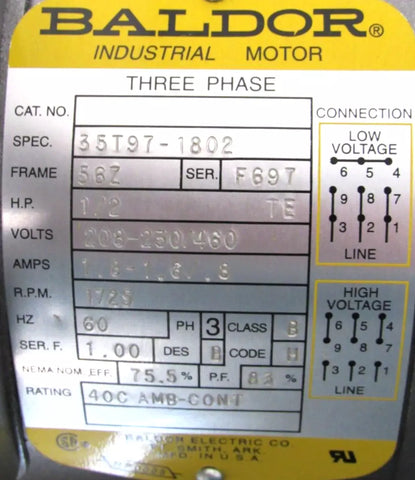 BALDOR®
INDUSTRIAL MOTOR
THREE PHASE
CAT. NO.
SPEC. 35T97-1802
FRAME 56Z SER. F697
H.P. 1/2 TE
VOLTS 208-230/460
AMPS
R.P.M. 1725
HZ 60 PH 3 CLASS B
SER. F. 1.00 DES B CODE
NEMA NOM. EFF. 75.5 % P.F. %
RATING 40C AMB-CONT
BALDOR ELECTRIC CO
SMITH, ARK.
MFD. IN U.S.A.
CONNECTION
LOW
VOLTAGE
6 5 4
9 8 7
3 2 1
LINE
HIGH
VOLTAGE
6 5 4
9 8 7
3 2 1
LINE